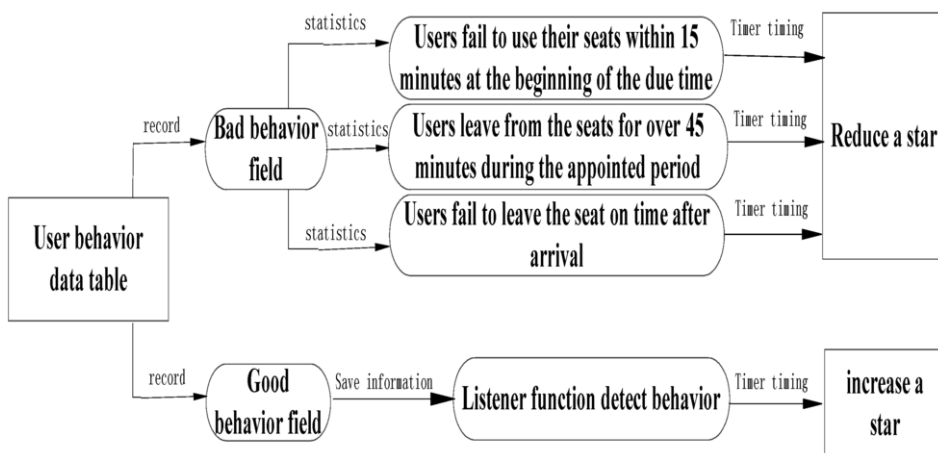 statistics
Users fail to use their seats within 15
minutes at the beginning of the due time
Timer timing
record
Bad behavior
field
statistics
Users leave from the seats for over 45
minutes during the appointed period
Timer timing
Reduce a star
statistics
Users fail to leave the seat on time after
arrival
Timer timing
User behavior
data table
record
Good
behavior field
Save information
Listener function detect behavior
Timer timing
increase a
star